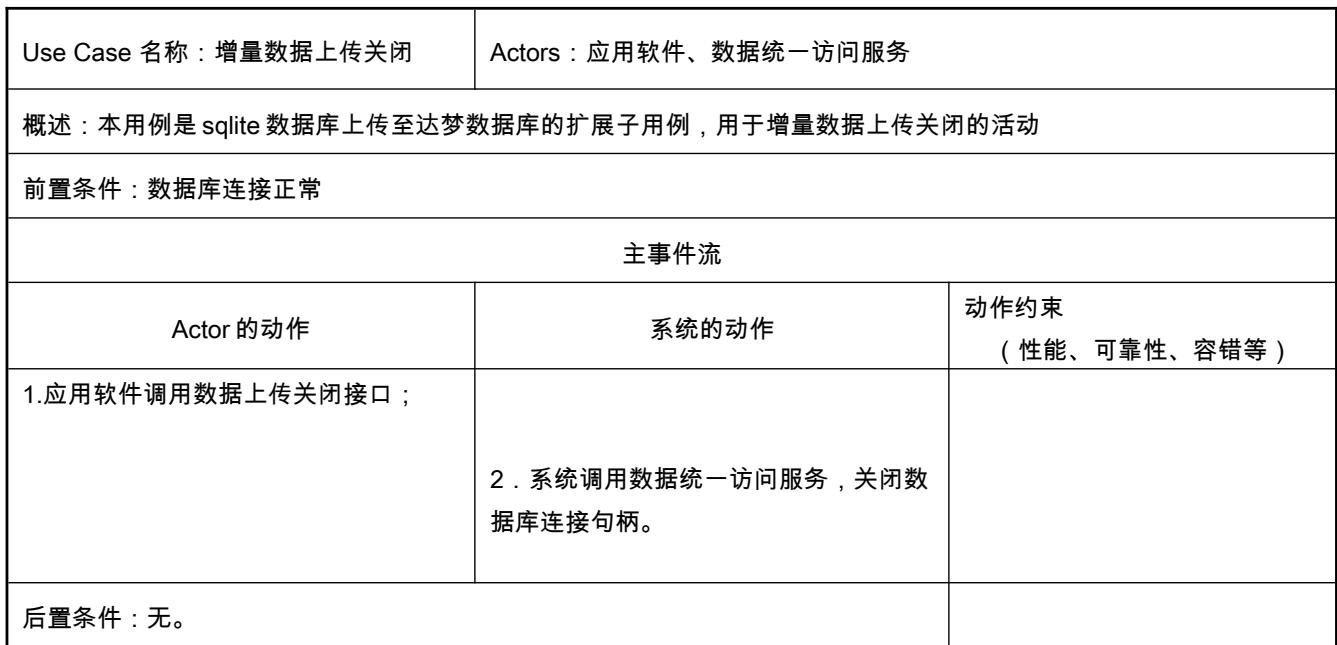 Use Case 名称：增量数据上传关闭
Actors：应用软件、数据统一访问服务
概述：本用例是 sqlite 数据库上传至达梦数据库的扩展子用例，用于增量数据上传关闭的活动
前置条件：数据库连接正常
主事件流
Actor 的动作
系统的动作
动作约束
（性能、可靠性、容错等）
1.应用软件调用数据上传关闭接口；
2．系统调用数据统一访问服务，关闭数
据库连接句柄。
后置条件：无。